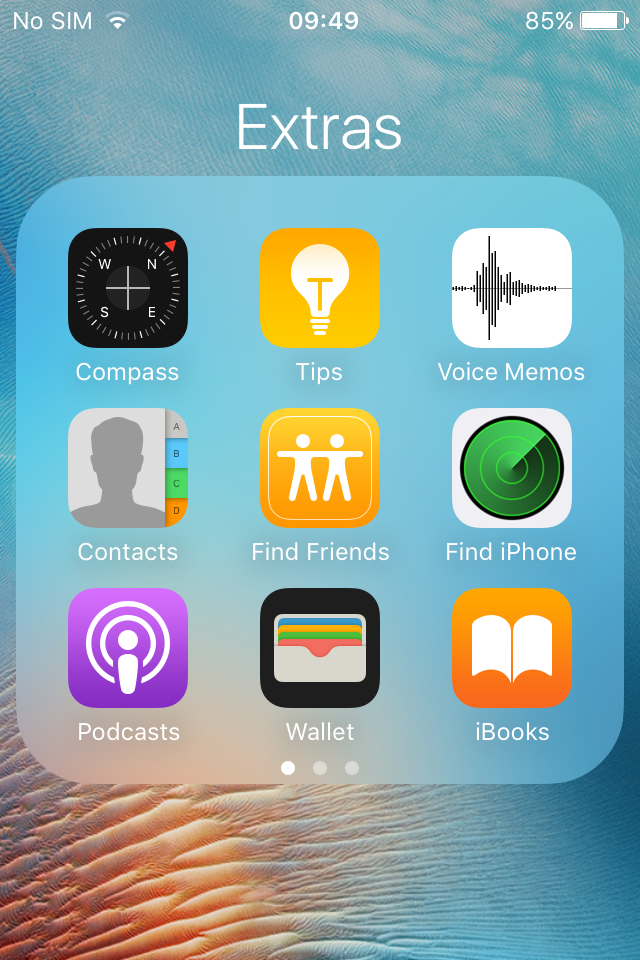 No SIM 09:49 85%
Extras
W N
S E
Compass Tips Voice Memos
A
B
C
D
Contacts Find Friends Find iPhone
Podcasts Wallet iBooks